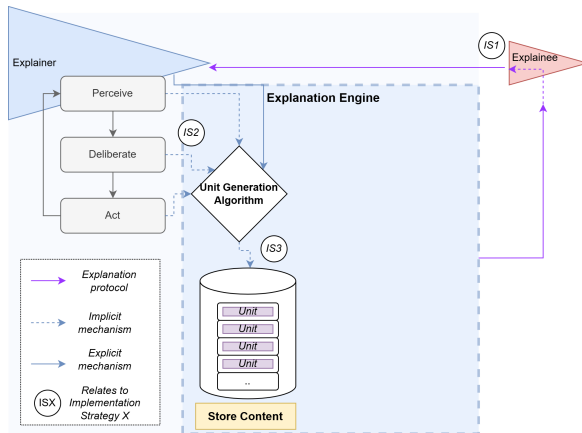 IS1
Explainee
Explainer
Perceive
Explanation Engine
IS2
Deliberate
Unit Generation
Algorithm
Act
IS3
Explanation
protocol
Implicit
mechanism
Explicit
mechanism
ISX
Relates to
Implementation
Strategy X
Unit
Unit
Unit
Unit
..
Store Content